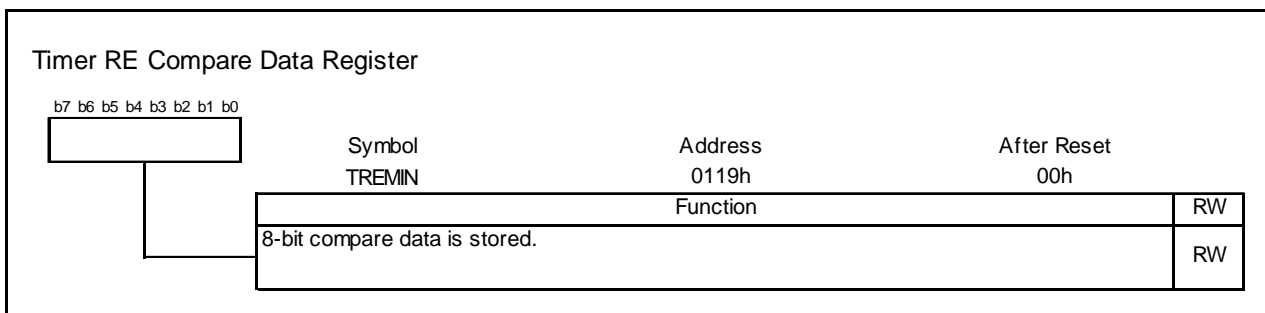 Timer RE Compare Data Register
b7 b6 b5 b4 b3 b2 b1 b0
Symbol Address After Reset
TREMIN 0119h 00h
Function RW
8-bit compare data is stored. RW